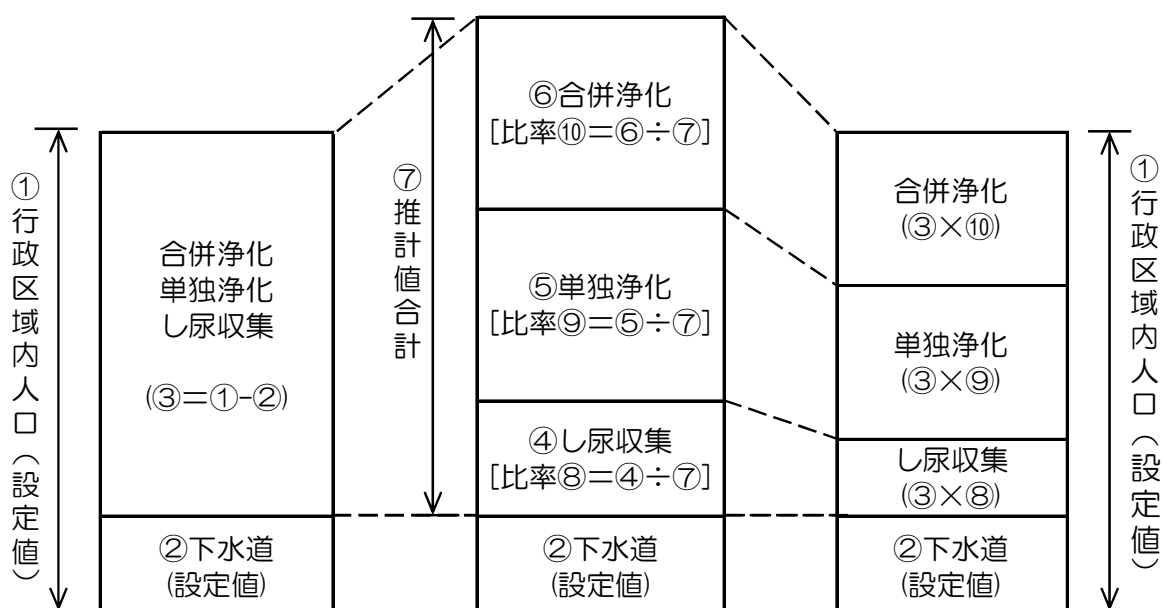 ①行政区域内人口（設定値）
合併浄化
単独浄化
し尿収集
(③＝①-②)
②下水道
(設定値)
⑦推計値合計
⑥合併浄化
[比率⑩＝⑥÷⑦]
⑤単独浄化
[比率⑨＝⑤÷⑦]
④し尿収集
[比率⑧＝④÷⑦]
②下水道
(設定値)
合併浄化
(③×⑩)
単独浄化
(③×⑨)
し尿収集
(③×⑧)
②下水道
(設定値)
①行政区域内人口（設定値）